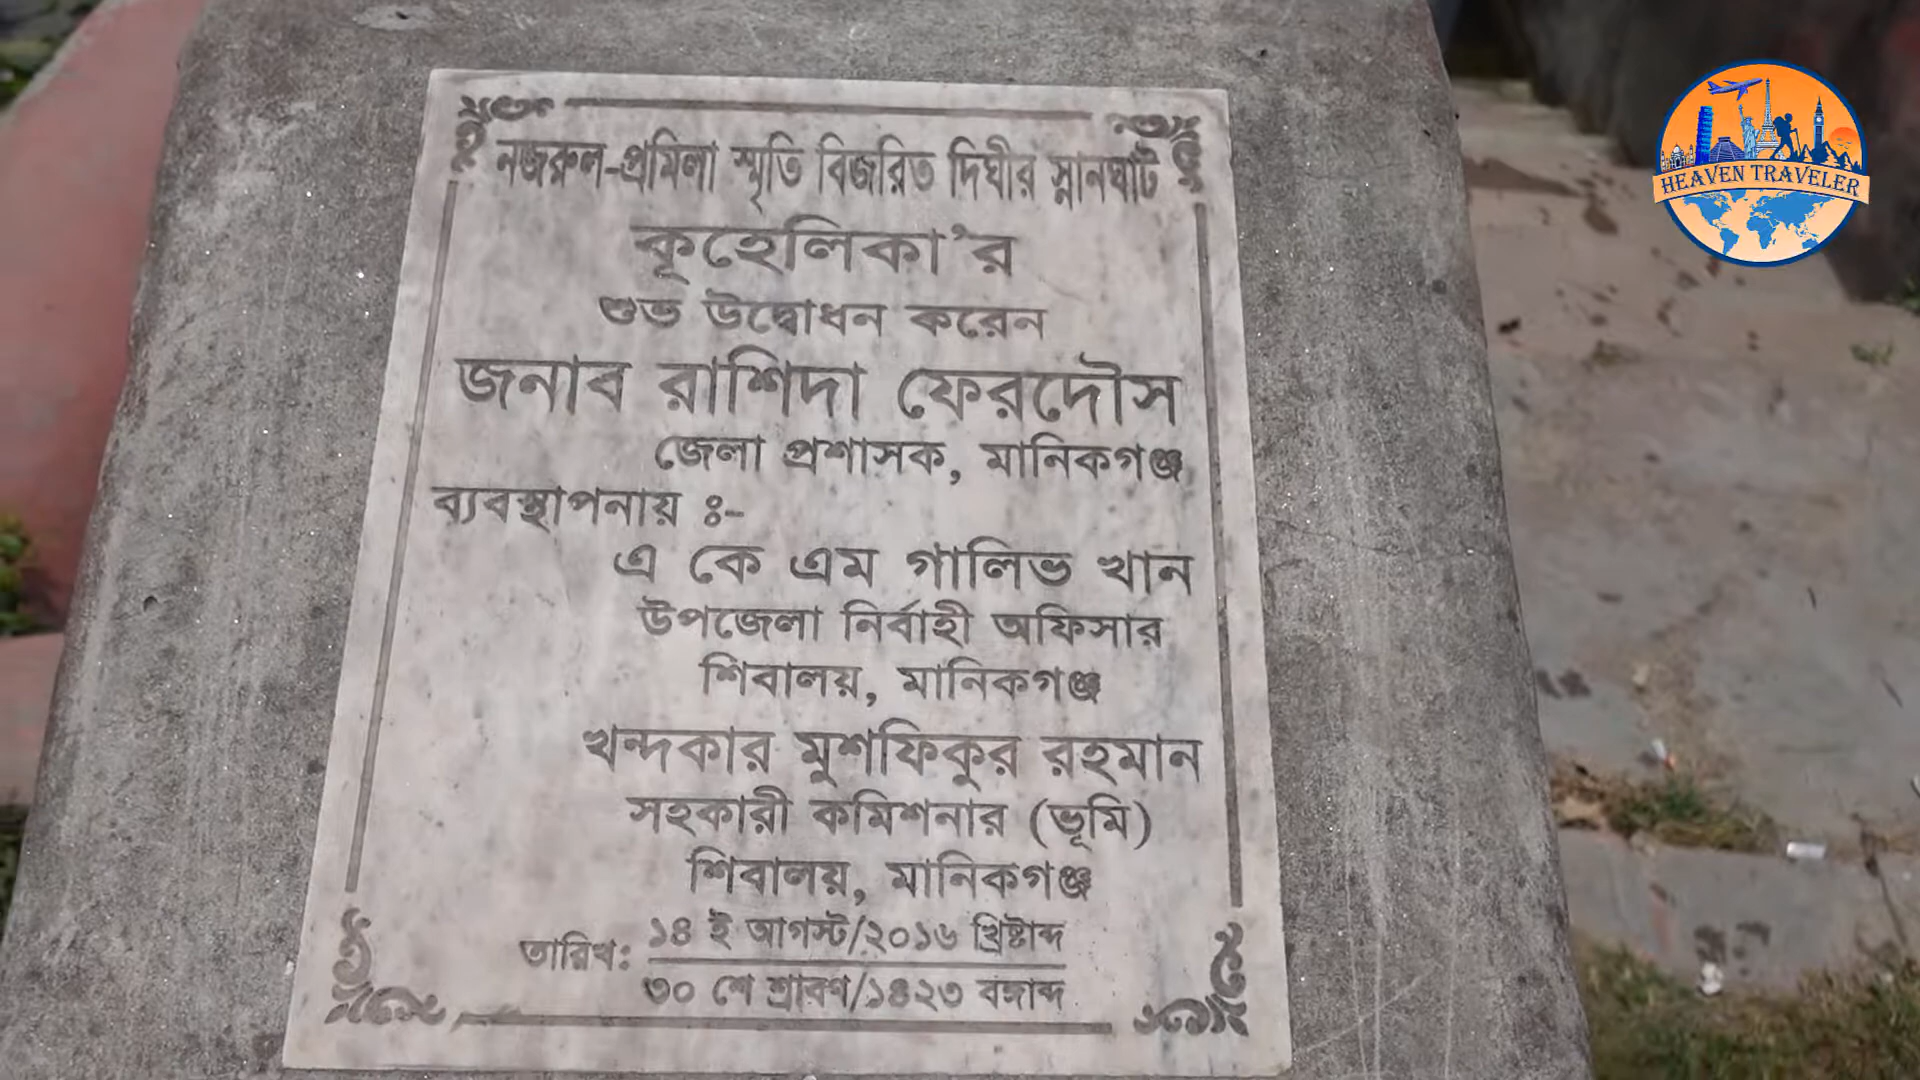 নজরুল-প্রমিলা স্মৃতি বিজরিত দিঘীর স্নানঘাট
কূহেলিকা'র
শুভ উদ্বোধন করেন
জনাব রাশিদা ফেরদৌস
জেলা প্রশাসক, মানিকগঞ্জ
ব্যবস্থাপনায় ঃ-
এ কে এম গালিভ খান
উপজেলা নির্বাহী অফিসার
শিবালয়, মানিকগঞ্জ
খন্দকার মুশফিকুর রহমান
সহকারী কমিশনার (ভূমি)
শিবালয়, মানিকগঞ্জ
তারিখ: ১৪ ই আগস্ট/২০১৬ খ্রিষ্টাব্দ
৩০ শে শ্রাবণ/১৪২৩ বঙ্গাব্দ
HEAVEN TRAVELER